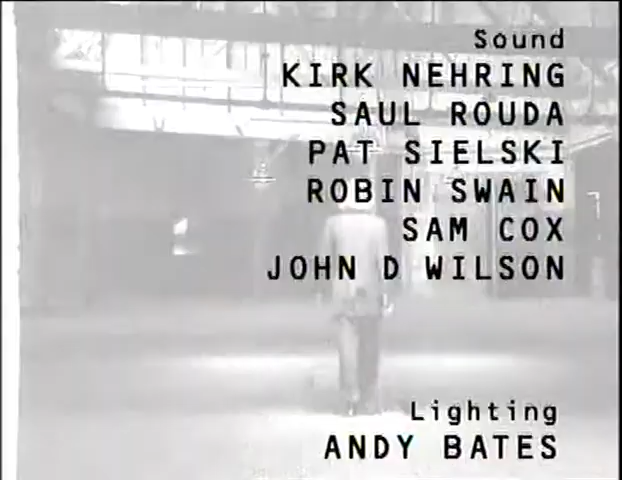 Sound
KIRK NEHRING
SAUL ROUDA
PAT SIELSKI
ROBIN SWAIN
SAM COX
JOHN D WILSON
Lighting
ANDY BATES